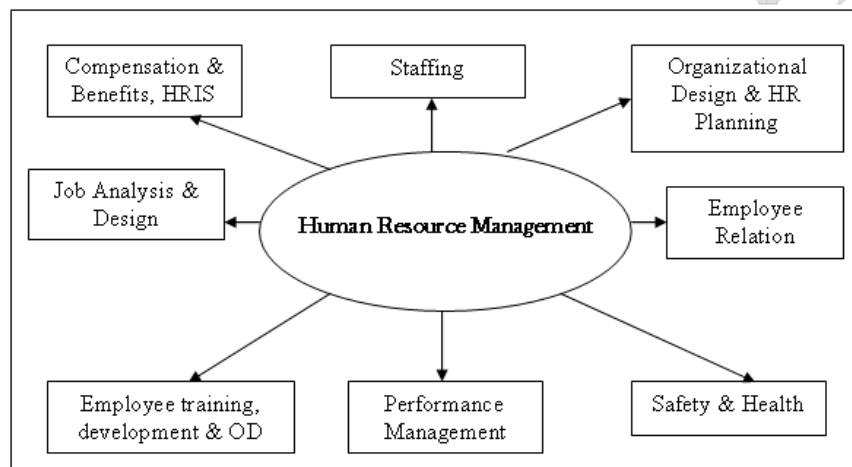 Compensation &
Benefits, HRIS
Staffing
Organizational
Design & HR
Planning
Job Analysis &
Design
Human Resource Management
Employee
Relation
Employee training,
development & OD
Performance
Management
Safety & Health